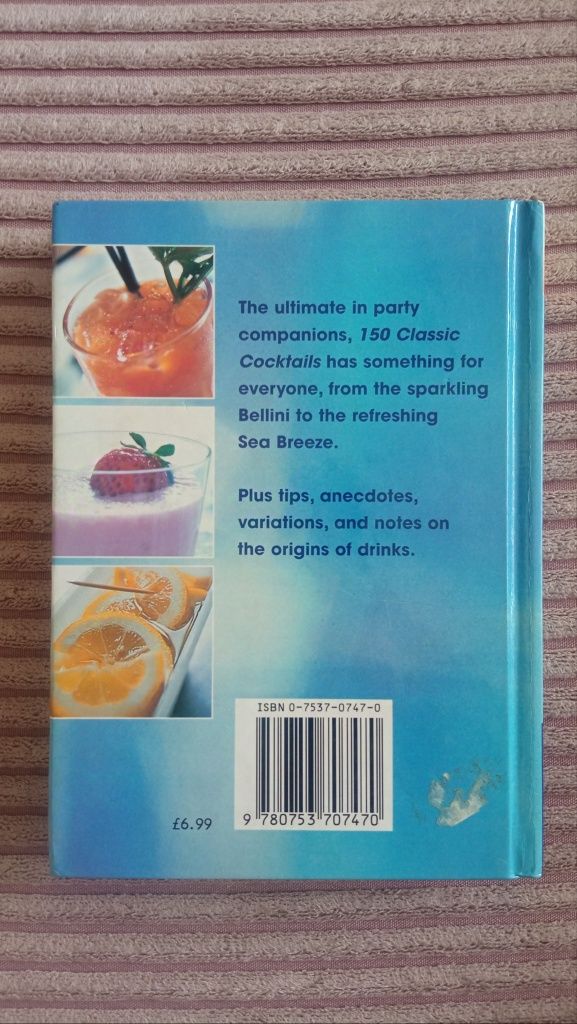 The ultimate in party
companions, 150 Classic
Cocktails has something for
everyone, from the sparkling
Bellini to the refreshing
Sea Breeze.
Plus tips, anecdotes,
variations, and notes on
the origins of drinks.
ISBN 0-7537-0747-0
9 780753 707470
£6.99